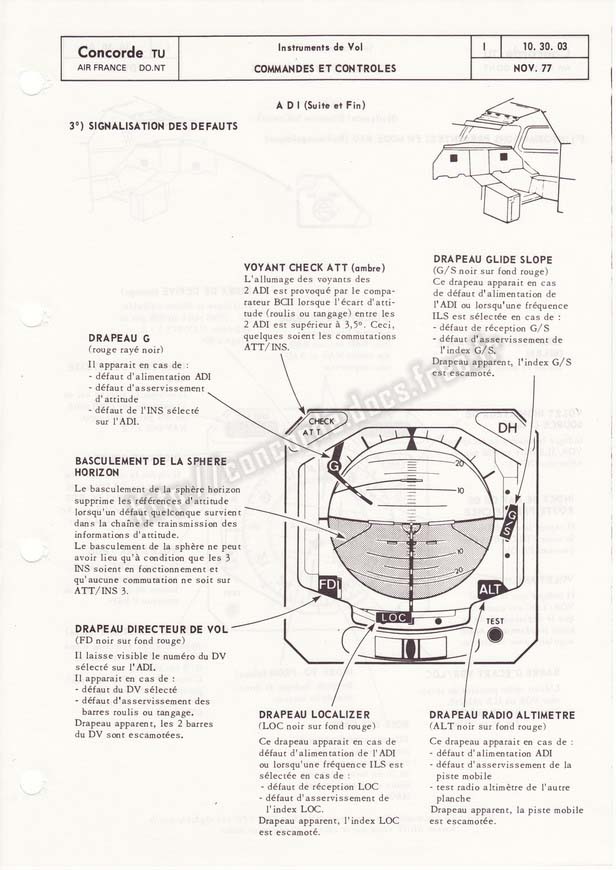 Concorde TU
AIR FRANCE DO.NT
Instruments de Vol
COMMANDES ET CONTROLES
I
10. 30. 03
NOV. 77
A D I (Suite et Fin)
3°) SIGNALISATION DES DEFAUTS
VOYANT CHECK ATT (ambre)
L'allumage des voyants des
2 ADI est provoqué par le compa-
rateur BCII lorsque l'écart d'atti-
tude (roulis ou tangage) entre les
2 ADI est supérieur à 3,5°. Ceci,
quelques soient les commutations
ATT/INS.
DRAPEAU GLIDE SLOPE
(G/S noir sur fond rouge)
Ce drapeau apparait en cas
de défaut d'alimentation de
l'ADI ou lorsqu'une fréquence
ILS est sélectée en cas de :
- défaut de réception G/S
- défaut d'asservissement de
l'index G/S.
Drapeau apparent, l'index G/S
est escamoté.
DRAPEAU G
(rouge rayé noir)
Il apparait en cas de :
- défaut d'alimentation ADI
- défaut d'asservissement
d'attitude
- défaut de l'INS sélecté
sur l'ADI.
BASCULEMENT DE LA SPHERE
HORIZON
Le basculement de la sphère horizon
supprime les références d'attitude
lorsqu'un défaut quelconque survient
dans la chaîne de trainsmission des
informations d'attitude.
Le basculement de la sphère ne peut
avoir lieu qu'à condition que les 3
INS soient en fonctionnement et
qu'aucune commutation ne soit sur
ATT/INS 3.
CHECK
ATT
DH
G
20
10
G/S
10
20
FD
ALT
LOC
TEST
DRAPEAU DIRECTEUR DE VOL
(FD noir sur fond rouge)
Il laisse visible le numéro du DV
sélecté sur l'ADI.
Il apparait en cas de :
- défaut du DV sélecté
- défaut d'asservissement des
barres roulis ou tangage.
Drapeau apparent, les 2 barres
du DV sont escamotées.
DRAPEAU LOCALIZER
(LOC noir sur fond rouge)
Ce drapeau apparait en cas de
défaut d'alimentation de l'ADI
ou lorsqu'une fréquence ILS est
sélectée en cas de :
- défaut de réception LOC
- défaut d'asservissement de
l'index LOC.
Drapeau apparent, l'index LOC
est escamoté.
DRAPEAU RADIO ALTIMETRE
(ALT noir sur fond rouge)
Ce drapeau apparait en cas de :
- défaut d'alimentation ADI
- défaut d'asservissement de la
piste mobile
- test radio altimètre de l'autre
planche
Drapeau apparent, la piste mobile
est escamotée.